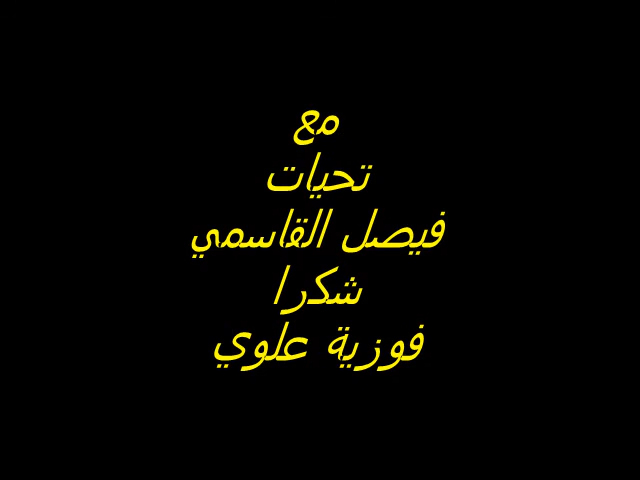 مع
تحيات
فيصل القاسمي
شكرا
فوزية علوي